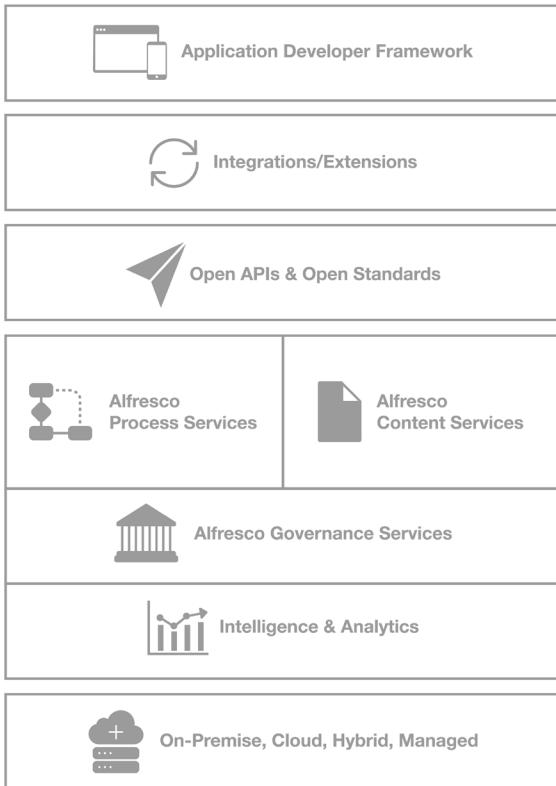 Application Developer Framework
Integrations/Extensions
Open APIs & Open Standards
Alfresco
Process Services
Alfresco
Content Services
Alfresco Governance Services
Intelligence & Analytics
On-Premise, Cloud, Hybrid, Managed